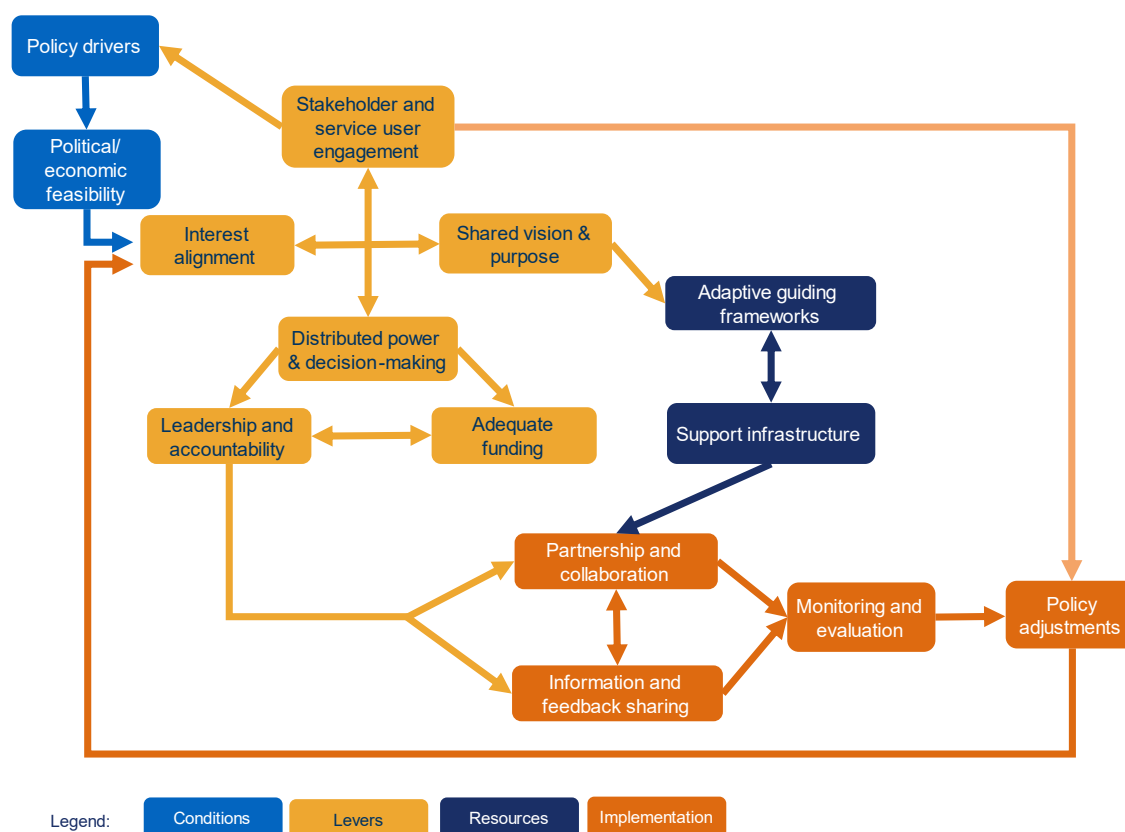 Policy drivers
Stakeholder and
service user
engagement
Political/
economic
feasibility
Interest
alignment
Shared vision &
purpose
Adaptive guiding
frameworks
Distributed power
& decision-making
Leadership and
accountability
Adequate
funding
Support infrastructure
Partnership and
collaboration
Monitoring and
evaluation
Policy
adjustments
Information and
feedback sharing
Legend:
Conditions
Levers
Resources
Implementation